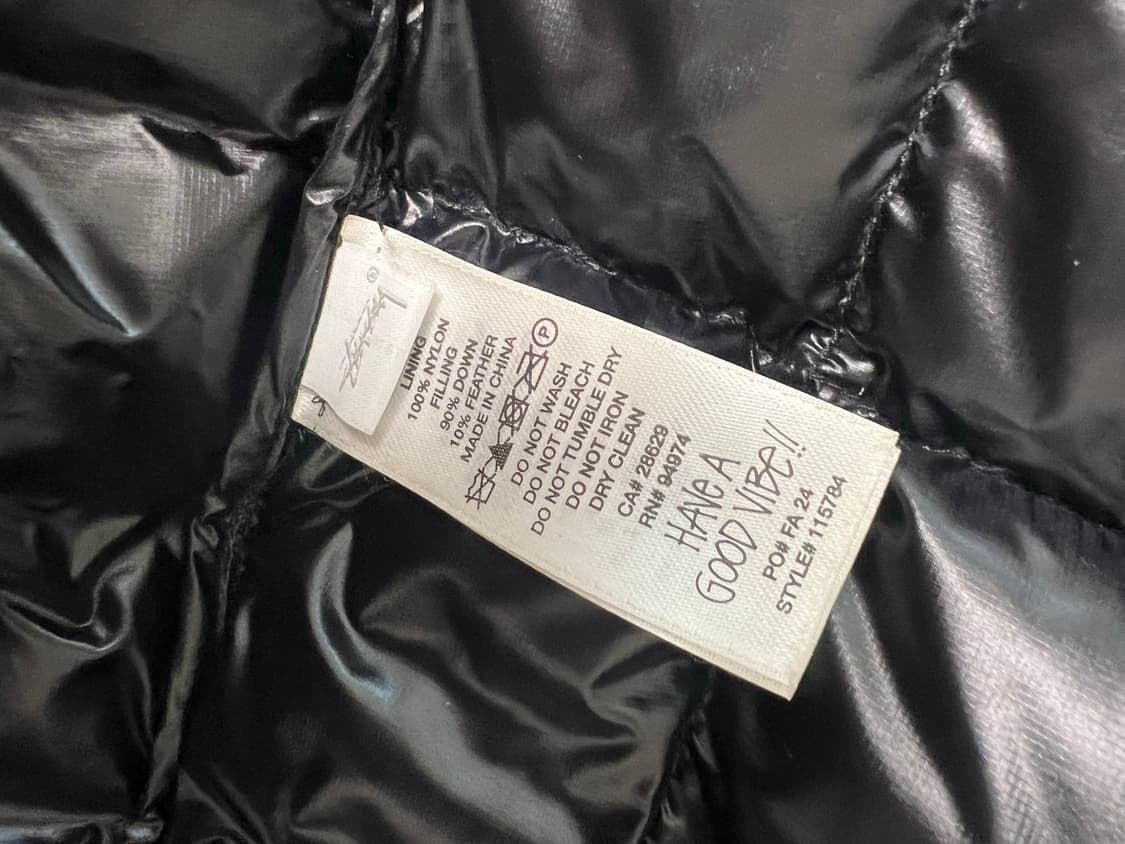 Stüssy
®
LINING
100% NYLON
FILLING
90% DOWN
10% FEATHER
MADE IN CHINA
P
DO NOT WASH
DO NOT BLEACH
DO NOT TUMBLE DRY
DO NOT IRON
DRY CLEAN
CA# 28629
RN# 94974
HAVE A
GOOD VIBE!!
PO# FA 24
STYLE# 115784